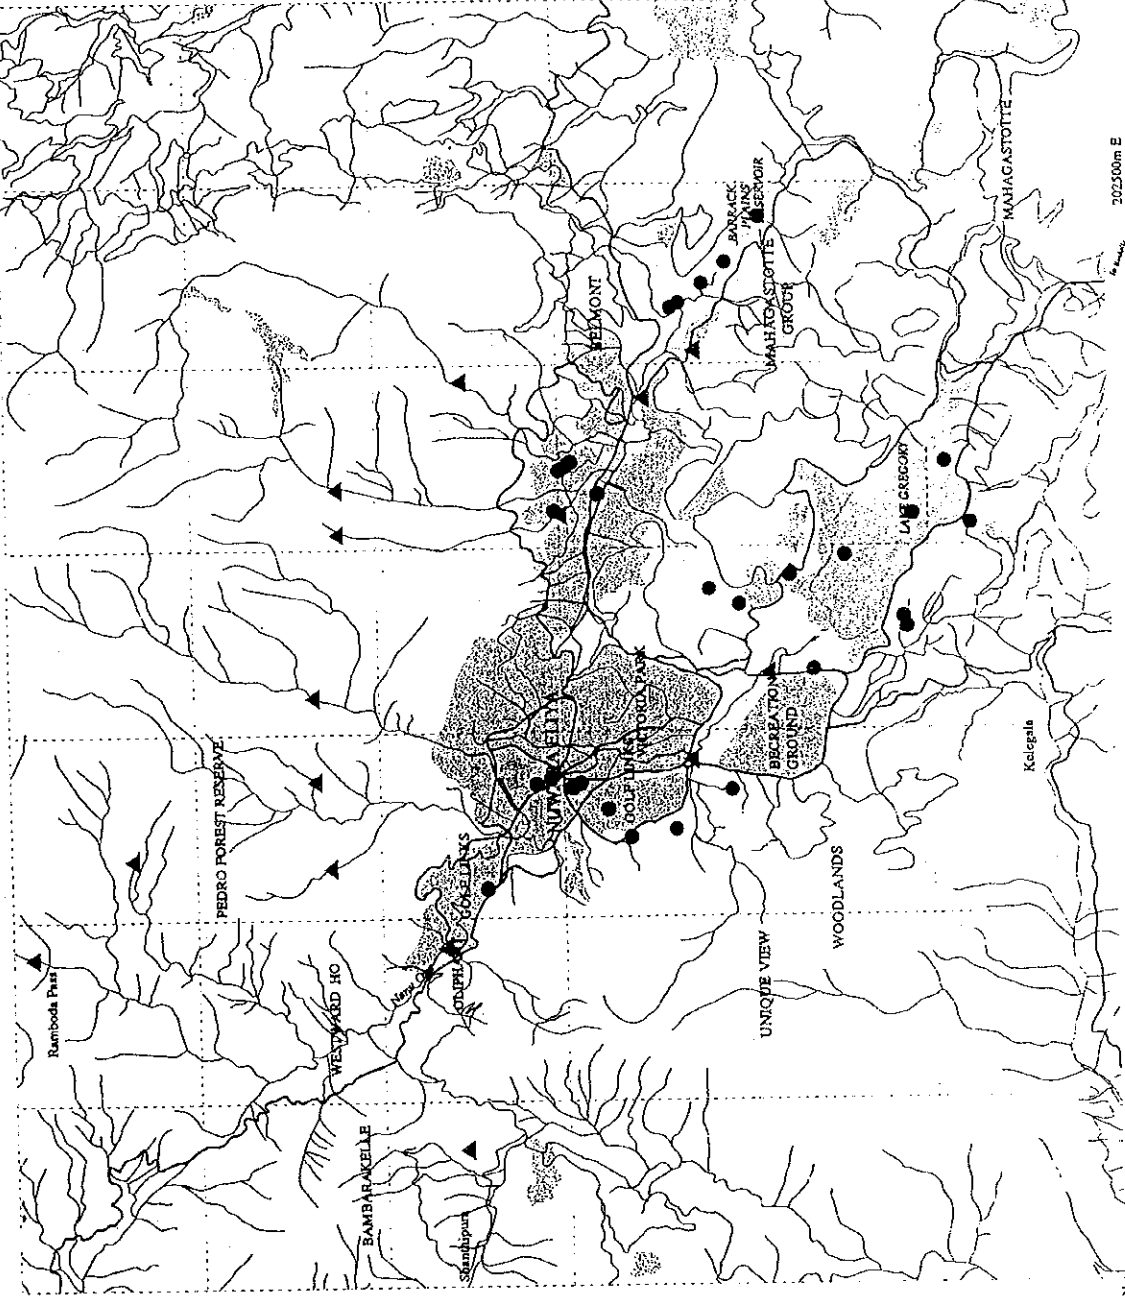 Ramboda Pass
PEDRO FOREST RESERVE
WESTWARD HO
BAMBARAKELLE
Shanthipura
OLIPHANT
GOLF LINKS
NUWARA ELIYA
GOLF LINKS
VICTORIA PARK
BELMONT
BARRACK
PLAINS
RESERVOIR
MAHAGASTOTTE
GROUP
RECREATION
GROUND
UNIQUE VIEW
WOODLANDS
LAKE GREGORY
MAHAGASTOTTE
Kelegala
202500m E